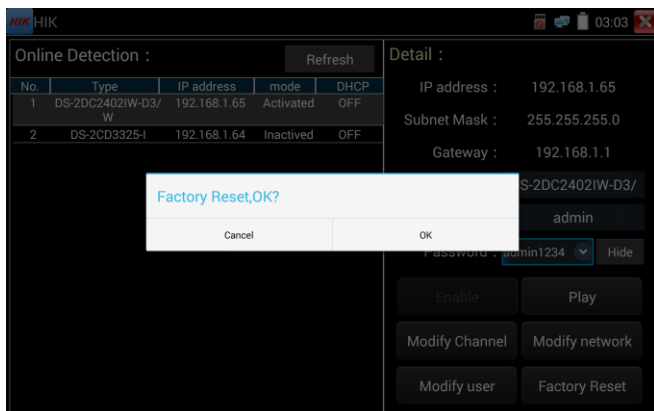 HIK HIK 03:03
Online Detection : Refresh
No. Type IP address mode DHCP
1 DS-2DC2402IW-D3/W 192.168.1.65 Activated OFF
2 DS-2CD3325-I 192.168.1.64 Inactived OFF
Detail :
IP address : 192.168.1.65
Subnet Mask : 255.255.255.0
Gateway : 192.168.1.1
S-2DC2402IW-D3/
admin
Password : admin1234 Hide
Factory Reset,OK?
Cancel OK
Enable Play
Modify Channel Modify network
Modify user Factory Reset